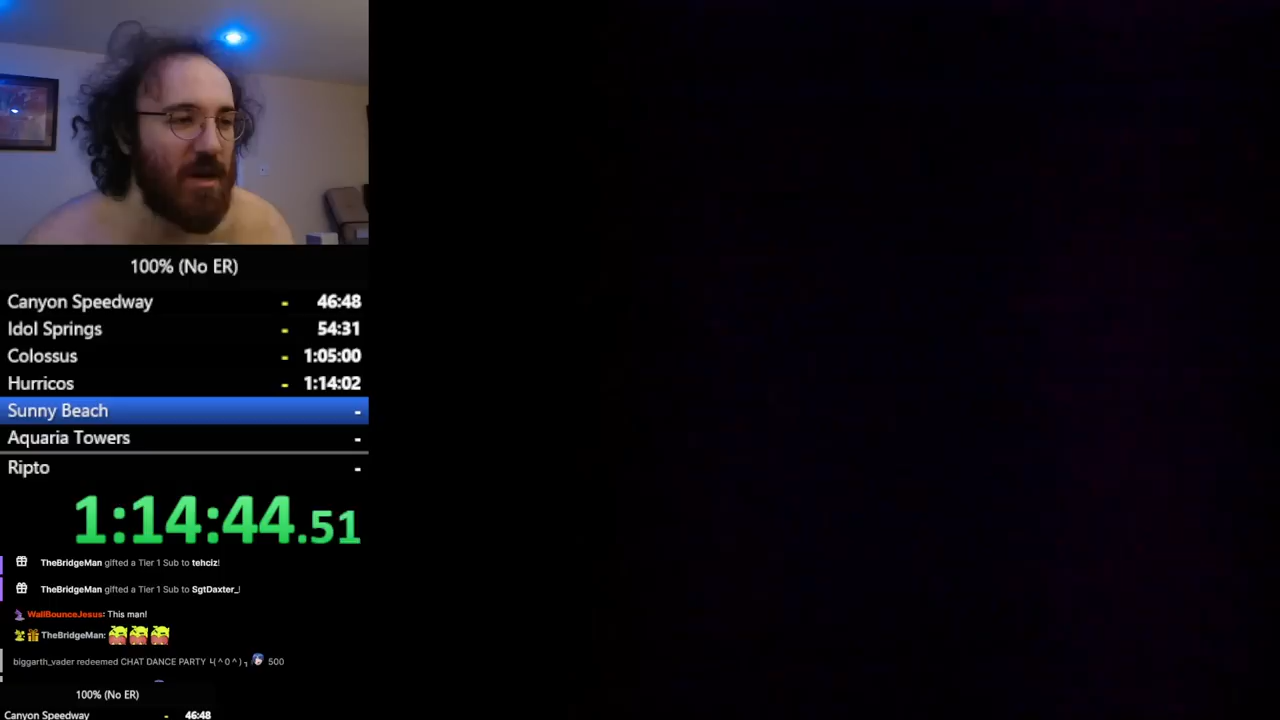 100% (No ER)
Canyon Speedway - 46:48
Idol Springs - 54:31
Colossus - 1:05:00
Hurricos - 1:14:02
Sunny Beach -
Aquaria Towers -
Ripto -
1:14:44.51
TheBridgeMan gifted a Tier 1 Sub to tehciz!
TheBridgeMan gifted a Tier 1 Sub to SgtDaxter_!
WallBounceJesus: This man!
TheBridgeMan:
biggarth_vader redeemed CHAT DANCE PARTY ᕂ(^o^)┐ 500
100% (No ER)
Canyon Speedway - 46:48